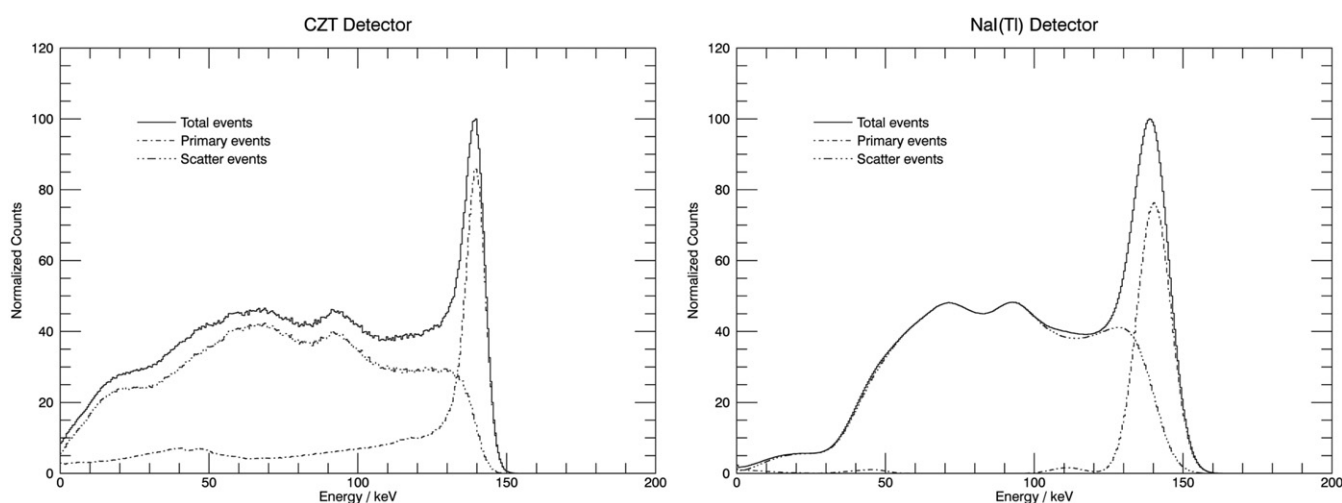 CZT Detector
120
100
80
60
40
20
0
Normalized Counts
Total events
Primary events
Scatter events
0
50
100
150
200
Energy / keV
NaI(Tl) Detector
120
100
80
60
40
20
0
Normalized Counts
Total events
Primary events
Scatter events
0
50
100
150
200
Energy / keV